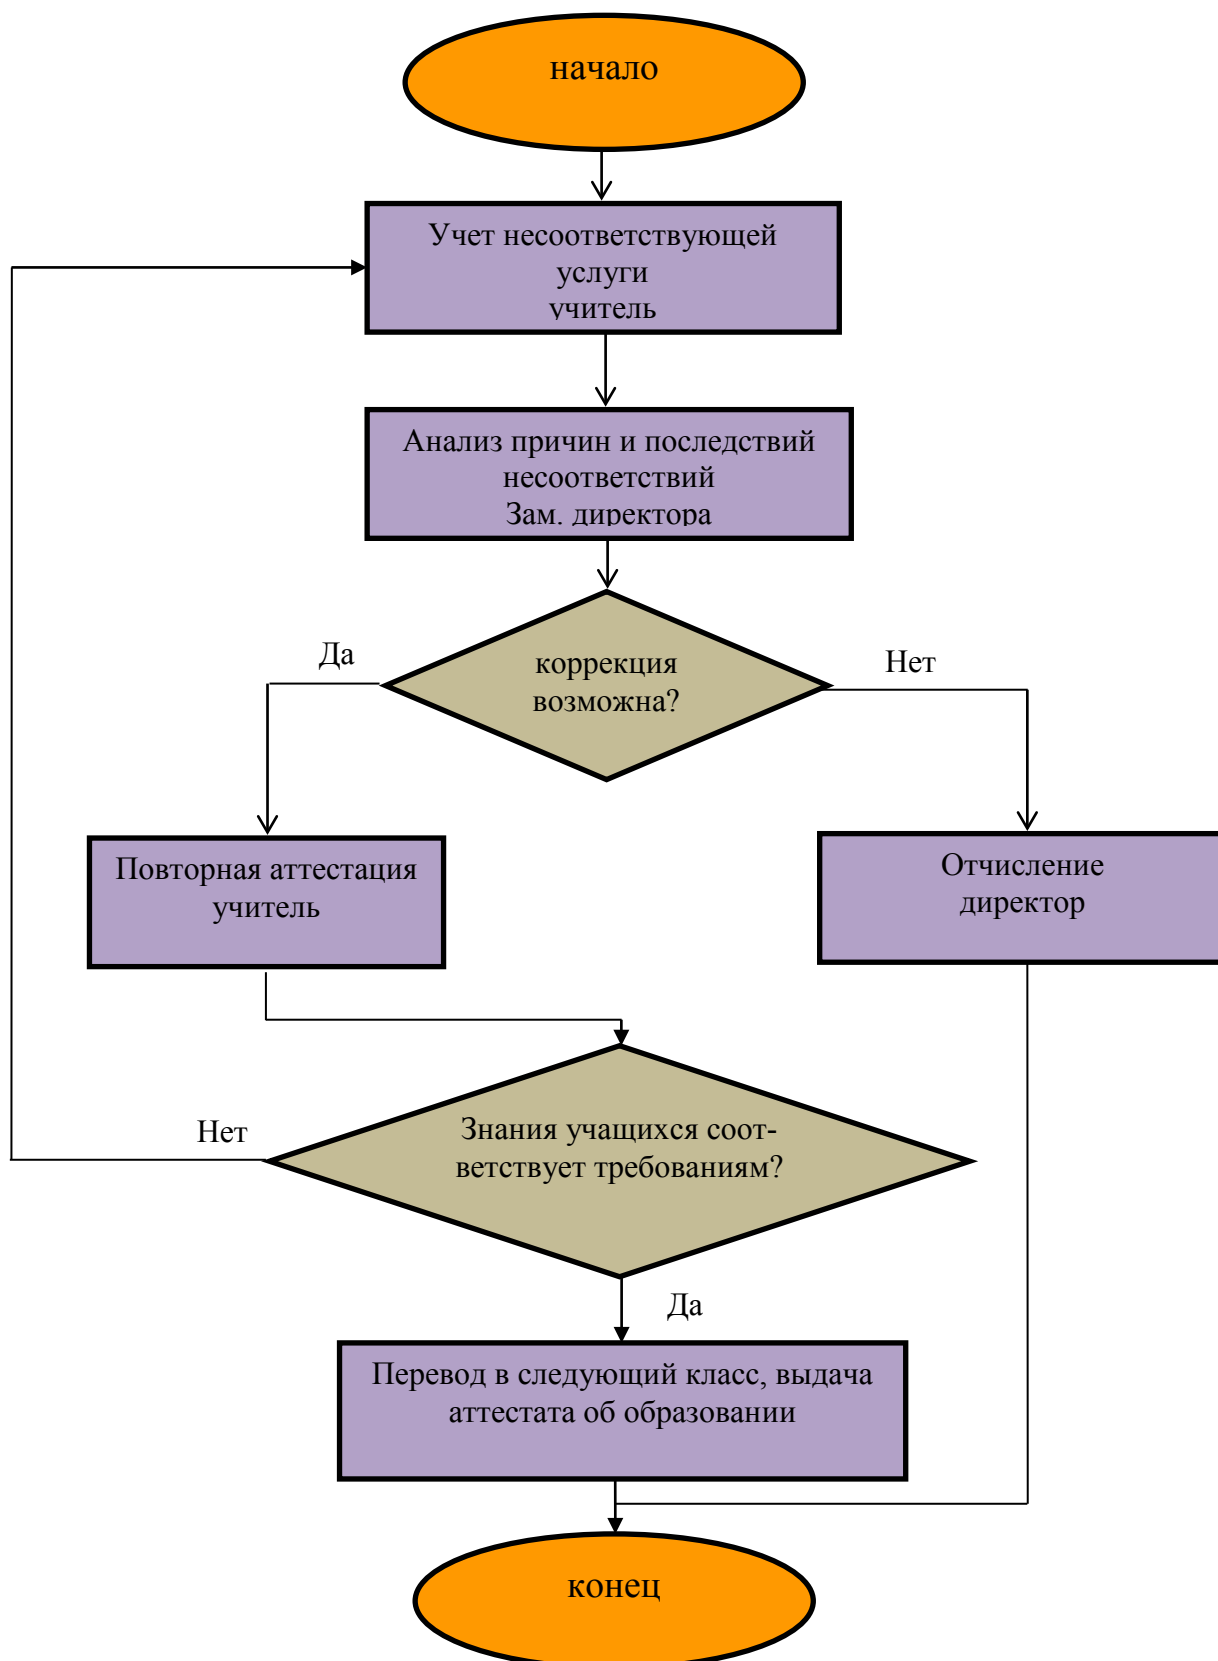 начало
Учет несоответствующей
услуги
учитель
Анализ причин и последствий
несоответствий
Зам. директора
Да
коррекция
возможна?
Нет
Повторная аттестация
учитель
Отчисление
директор
Нет
Знания учащихся соот-
ветствует требованиям?
Да
Перевод в следующий класс, выдача
аттестата об образовании
конец